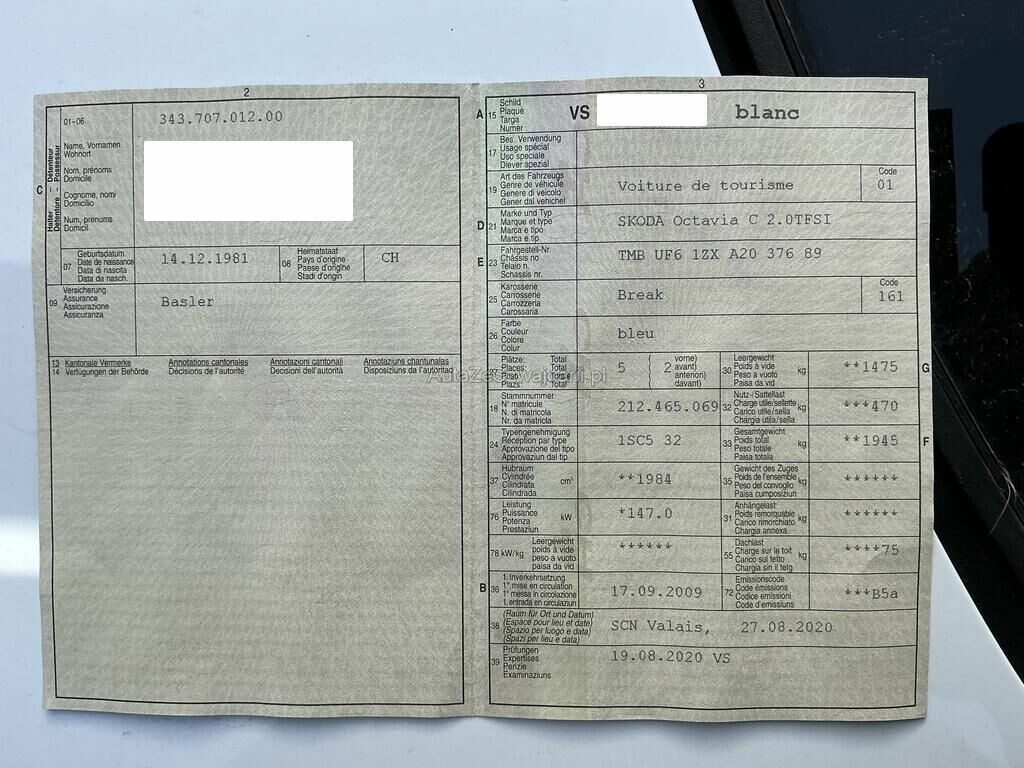 2
01-06
343.707.012.00
C
Halter – – Détenteur
Detentore – – Possessur
Name, Vornamen
Wohnort
Nom, prénoms
Domicile
Cognome, nomi
Domicilio
Num, prenums
Domicil
07
Geburtsdatum
Date de naissance
Data di nascita
Data da nasch.
14.12.1981
08
Heimatstaat
Pays d'origine
Paese d'origine
Stadi d'origin
CH
09
Versicherung
Assurance
Assicurazione
Assicuranza
Basler
13 Kantonale Vermerke Annotations cantonales Annotazioni cantonali Annotaziuns chantunalas
14 Verfügungen der Behörde Décisions de l'autorité Decisioni dell'autorità Disposiziuns da l'autoritad
3
A 15
Schild
Plaque
Targa
Numer
VS blanc
17
Bes. Verwendung
Usage spécial
Uso speciale
Diever spezial
19
Art des Fahrzeugs
Genre de véhicule
Genere di veicolo
Gener dal vehichel
Voiture de tourisme
Code
01
D 21
Marke und Typ
Marque et type
Marca e tipo
Marca e tip
SKODA Octavia C 2.0TFSI
E 23
Fahrgestell-Nr.
Châssis no
Telaio n.
Schassis nr.
TMB UF6 1ZX A20 376 89
25
Karosserie
Carrosserie
Carrozzeria
Carossaria
Break
Code
161
26
Farbe
Couleur
Colore
Colur
bleu
27
Plätze: Total
Places: Total
Posti: Totale
Plazs: Total
5 ( 2 vorne)
( avant)
anteriori)
davant)
30
Leergewicht
Poids à vide
Peso a vuoto
Paisa da vid
kg
**1475
G
18
Stammnummer
N° matricule
N. di matricola
Nr. da matricla
212.465.069
32
Nutz-/Sattellast
Charge utile/sellette
Carico utile/sella
Chargia utila/sella
kg
***470
24
Typengenehmigung
Réception par type
Approvazione del tipo
Approvaziun dal tip
1SC5 32
33
Gesamtgewicht
Poids total
Peso totale
Paisa totala
kg
**1945
F
37
Hubraum
Cylindrée
Cilindrata
Cilindrada
cm³
**1984
35
Gewicht des Zuges
Poids de l'ensemble
Peso del convoglio
Paisa cumposiziun
kg
******
76
Leistung
Puissance
Potenza
Prestaziun
kW
*147.0
31
Anhängelast
Poids remorquable
Carico rimorchiato
Chargia annexa
kg
******
78 kW/kg
Leergewicht
poids à vide
peso a vuoto
paisa da vid
******
55
Dachlast
Charge sur le toit
Carico sul tetto
Chargia sin il tetg
kg
****75
B 36
1. Inverkehrsetzung
1re mise en circulation
1a messa in circolazione
1. entrada en circulaziun
17.09.2009
72
Emissionscode
Code émissions
Codice emissioni
Code d'emissiuns
***B5a
38
(Raum für Ort und Datum)
(Espace pour lieu et date)
(Spazio per luogo e data)
(Spazi per lieu e data)
SCN Valais, 27.08.2020
39
Prüfungen
Expertises
Perizie
Examinaziuns
19.08.2020 VS